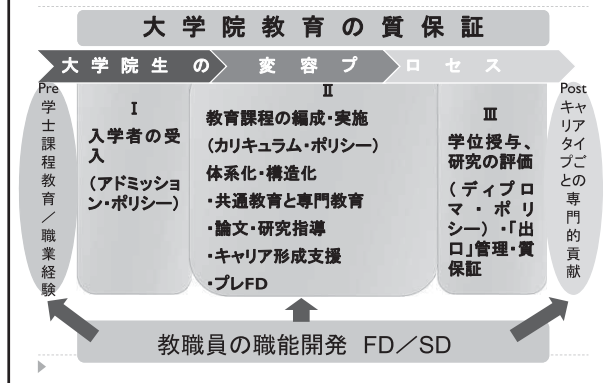 大学院教育の質保証
大学院生の変容プロセス
Pre
学
士
課
程
教
育
／
職
業
経
験
Ⅰ
入学者の受
入
（アドミッショ
ン・ポリシー）
Ⅱ
教育課程の編成・実施
（カリキュラム・ポリシー）
体系化・構造化
・共通教育と専門教育
・論文・研究指導
・キャリア形成支援
・プレFD
Ⅲ
学位授与、
研究の評価
（ディプロ
マ・ポリ
シー）・「出
口」管理・質
保証
Post
キャ
リア
タイ
プご
との
専
門
的
貢
献
教職員の職能開発 FD／SD